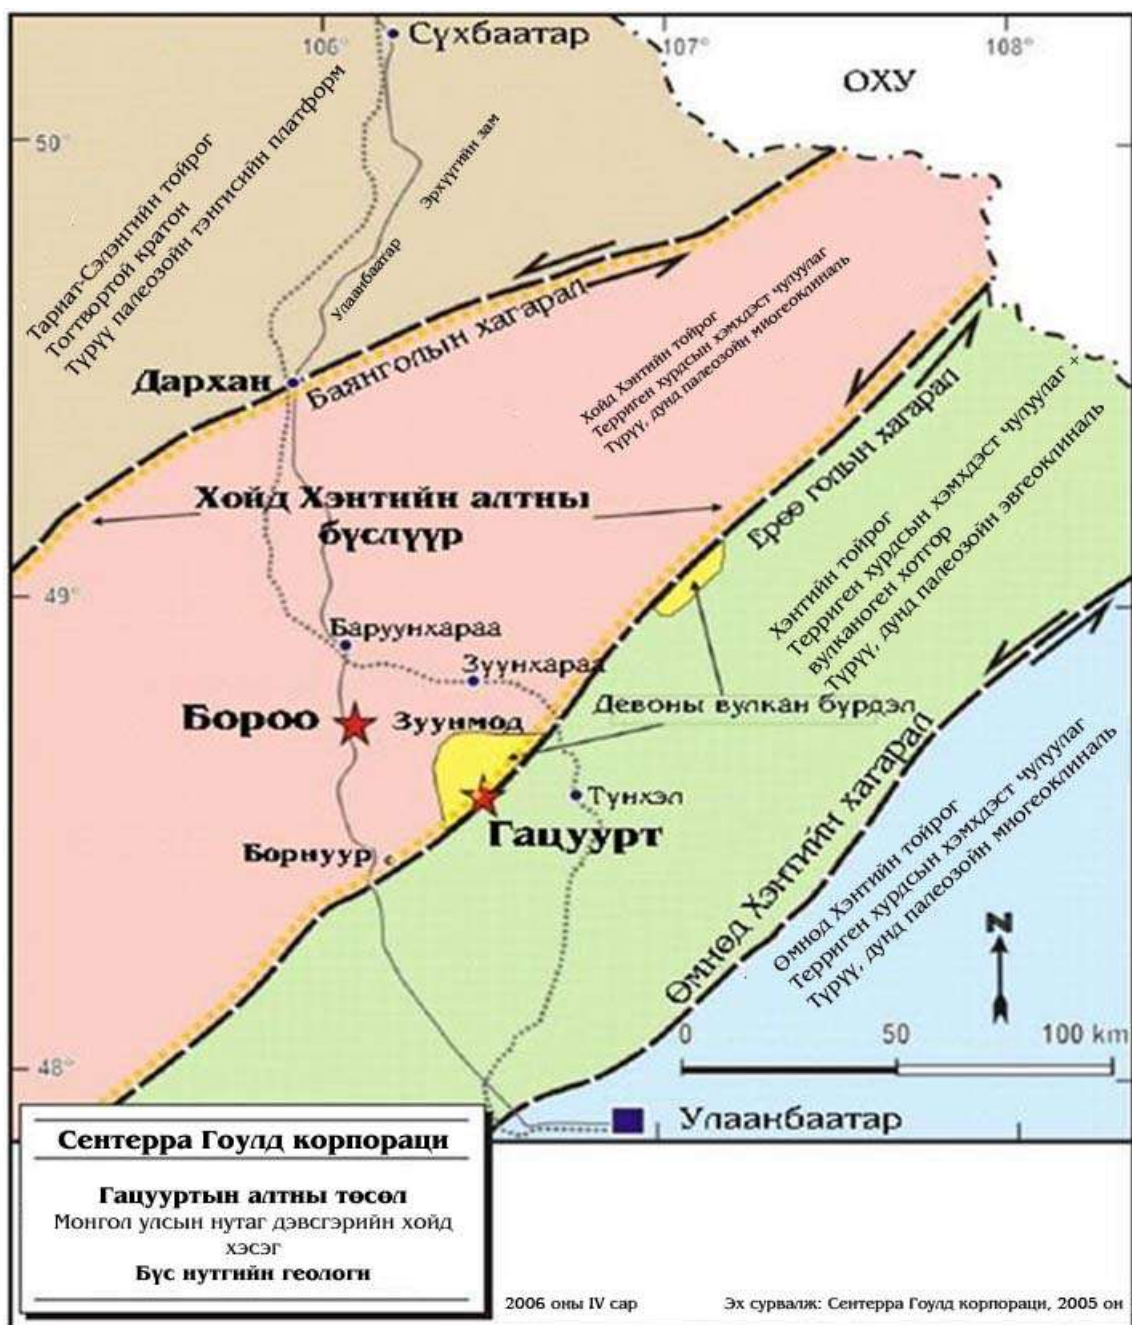 106°
107°
108°
Сүхбаатар
ОХУ
50°
Тариат-Сэлэнгийн тойрог
Тогтвортой кратон
Түрүү палеозойн тэнгисийн платформ
Эрхүүгийн зам
Улаанбаатар
Баянголын хагарал
Дархан
Хойд Хэнтийн тойрог
Терриген хурдсын хэмхдэст чулуулаг
Түрүү, дунд палеозойн миогеоклиналь
Ерөө голын хагарал
Хойд Хэнтийн алтны
бүслүүр
Хэнтийн тойрог
Терриген хурдсын хэмхдэст чулуулаг +
вулканоген хотгор
Түрүү, дунд палеозойн эвгеоклиналь
49°
Баруунхараа
Зуунхараа
Девоны вулкан бүрдэл
Бороо
Зуунмод
Түнхэл
Гацуурт
Борнуур
Өмнөд Хэнтийн хагарал
Өмнөд Хэнтийн тойрог
Терриген хурдсын хэмхдэст чулуулаг
Түрүү, дунд палеозойн миогеоклиналь
N
0 50 100 km
48°
Улаанбаатар
Сентерра Гоулд корпораци
Гацууртын алтны төсөл
Монгол улсын нутаг дэвсгэрийн хойд
хэсэг
Бүс нутгийн геологи
2006 оны IV сар
Эх сурвалж: Сентерра Гоулд корпораци, 2005 он